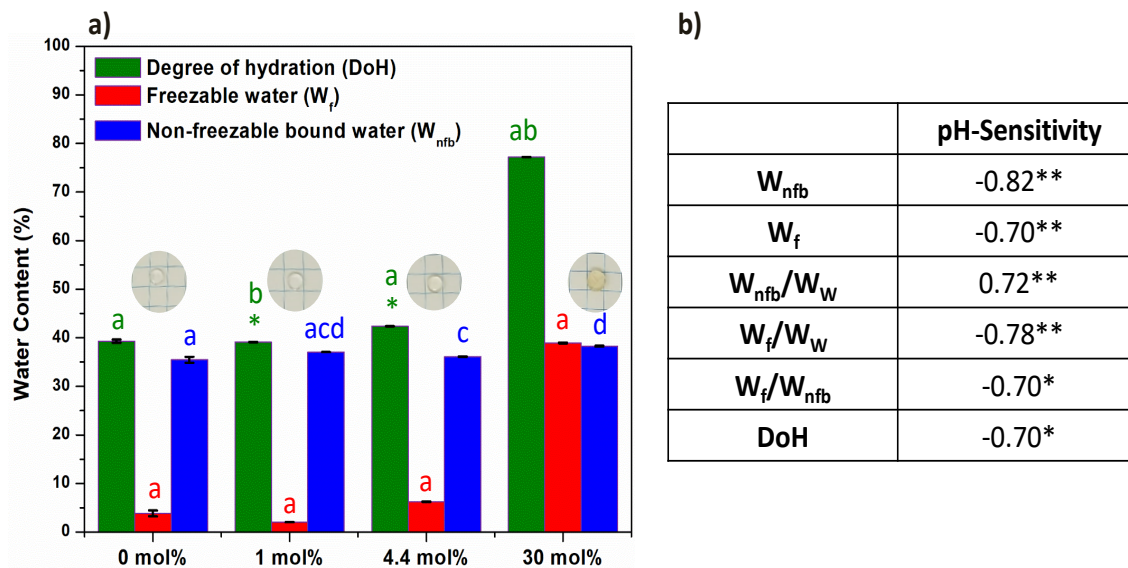 a)
100
90
80
70
60
50
40
30
20
10
0
Water Content (%)
Degree of hydration (DoH)
Freezable water (Wf)
Non-freezable bound water (Wnfb)
a
a
a
b
*
a
acd
a
*
a
c
ab
a
d
0 mol% 1 mol% 4.4 mol% 30 mol%
b)
pH-Sensitivity
Wnfb -0.82**
Wf -0.70**
Wnfb/WW 0.72**
Wf/WW -0.78**
Wf/Wnfb -0.70*
DoH -0.70*